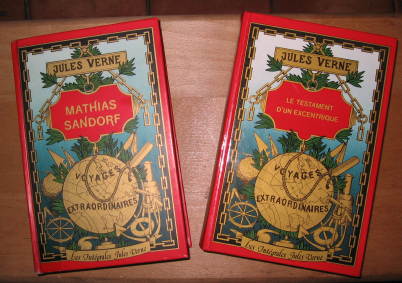 JULES VERNE
MATHIAS
SANDORF
VOYAGES
EXTRAORDINAIRES
Les Intégrales Jules Verne
JULES VERNE
LE TESTAMENT
D'UN EXCENTRIQUE
VOYAGES
EXTRAORDINAIRES
Les Intégrales Jules Verne